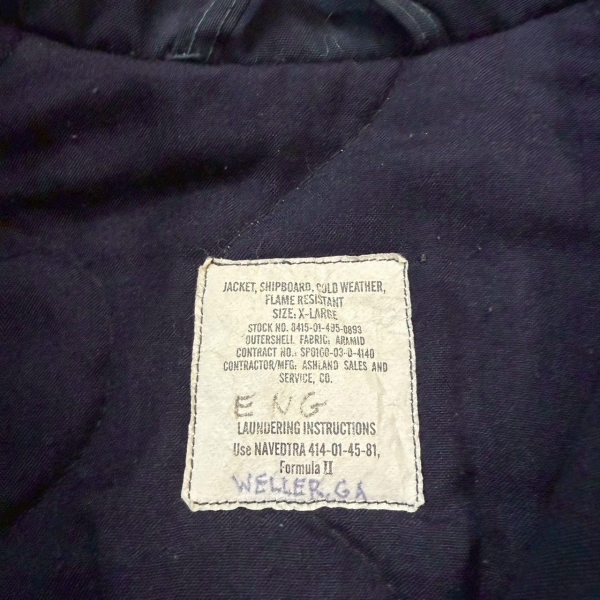 JACKET, SHIPBOARD, COLD WEATHER,
FLAME RESISTANT
SIZE: X-LARGE
STOCK NO. 8415-01-495-0893
OUTERSHELL FABRIC: ARAMID
CONTRACT NO.: SP0100-03-D-4140
CONTRACTOR/MFG: ASHLAND SALES AND
SERVICE, CO.
ENG
LAUNDERING INSTRUCTIONS
Use NAVEDTRA 414-01-45-81,
Formula II
WELLER, GA